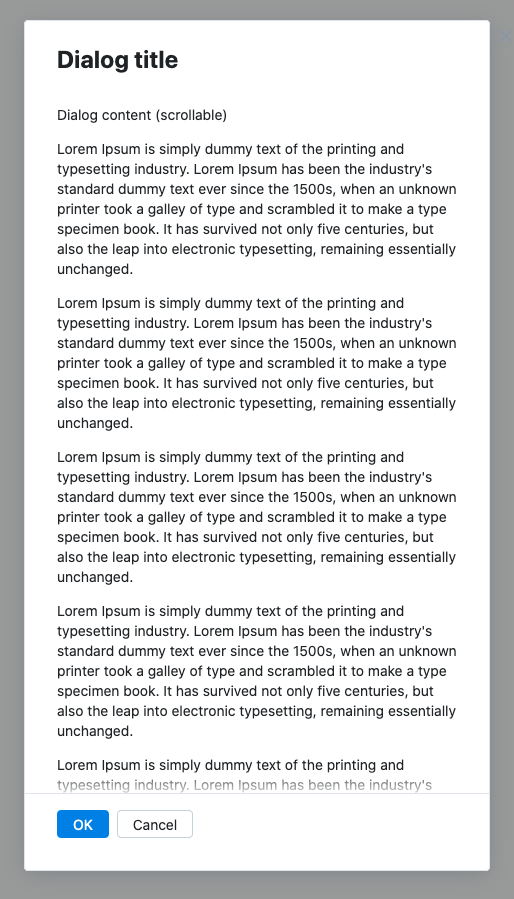 Dialog title
Dialog content (scrollable)
Lorem Ipsum is simply dummy text of the printing and
typesetting industry. Lorem Ipsum has been the industry's
standard dummy text ever since the 1500s, when an unknown
printer took a galley of type and scrambled it to make a type
specimen book. It has survived not only five centuries, but
also the leap into electronic typesetting, remaining essentially
unchanged.
Lorem Ipsum is simply dummy text of the printing and
typesetting industry. Lorem Ipsum has been the industry's
standard dummy text ever since the 1500s, when an unknown
printer took a galley of type and scrambled it to make a type
specimen book. It has survived not only five centuries, but
also the leap into electronic typesetting, remaining essentially
unchanged.
Lorem Ipsum is simply dummy text of the printing and
typesetting industry. Lorem Ipsum has been the industry's
standard dummy text ever since the 1500s, when an unknown
printer took a galley of type and scrambled it to make a type
specimen book. It has survived not only five centuries, but
also the leap into electronic typesetting, remaining essentially
unchanged.
Lorem Ipsum is simply dummy text of the printing and
typesetting industry. Lorem Ipsum has been the industry's
standard dummy text ever since the 1500s, when an unknown
printer took a galley of type and scrambled it to make a type
specimen book. It has survived not only five centuries, but
also the leap into electronic typesetting, remaining essentially
unchanged.
Lorem Ipsum is simply dummy text of the printing and
typesetting industry. Lorem Ipsum has been the industry's
OK Cancel